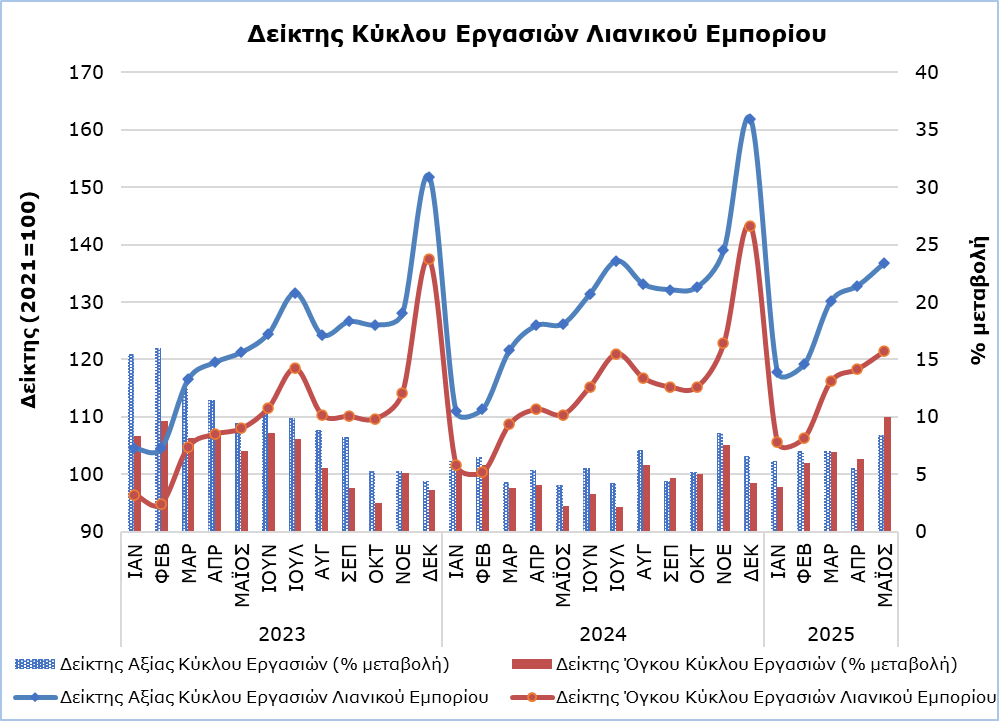 Δείκτης Κύκλου Εργασιών Λιανικού Εμπορίου
170
160
150
140
130
120
110
100
90
Δείκτης (2021=100)
40
35
30
25
20
15
10
5
0
% μεταβολή
ΙΑΝ ΦΕΒ ΜΑΡ ΑΠΡ ΜΑΪΟΣ ΙΟΥΝ ΙΟΥΛ ΑΥΓ ΣΕΠ ΟΚΤ ΝΟΕ ΔΕΚ ΙΑΝ ΦΕΒ ΜΑΡ ΑΠΡ ΜΑΪΟΣ ΙΟΥΝ ΙΟΥΛ ΑΥΓ ΣΕΠ ΟΚΤ ΝΟΕ ΔΕΚ ΙΑΝ ΦΕΒ ΜΑΡ ΑΠΡ ΜΑΪΟΣ
2023 2024 2025
Δείκτης Αξίας Κύκλου Εργασιών (% μεταβολή) Δείκτης Όγκου Κύκλου Εργασιών (% μεταβολή)
Δείκτης Αξίας Κύκλου Εργασιών Λιανικού Εμπορίου Δείκτης Όγκου Κύκλου Εργασιών Λιανικού Εμπορίου